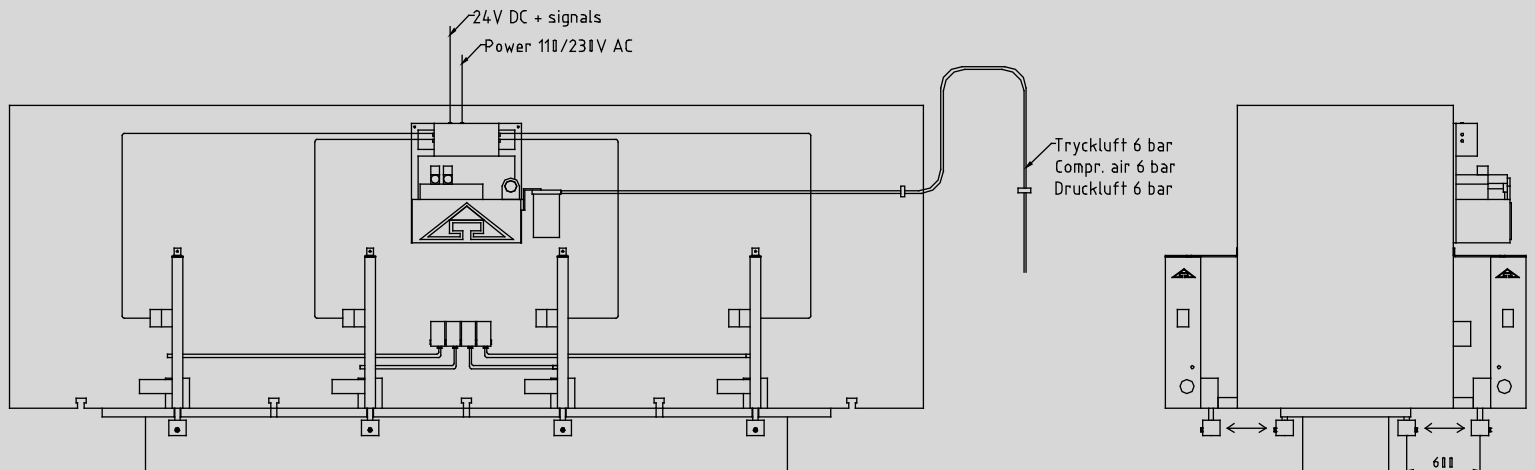 24V DC + signals
Power 110/230V AC
Tryckluft 6 bar
Compr. air 6 bar
Druckluft 6 bar
600